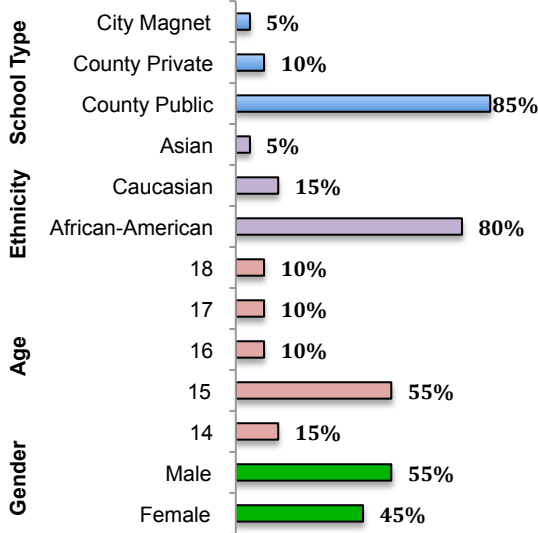 School Type
City Magnet 5%
County Private 10%
County Public 85%
Ethnicity
Asian 5%
Caucasian 15%
African-American 80%
Age
18 10%
17 10%
16 10%
15 55%
14 15%
Gender
Male 55%
Female 45%